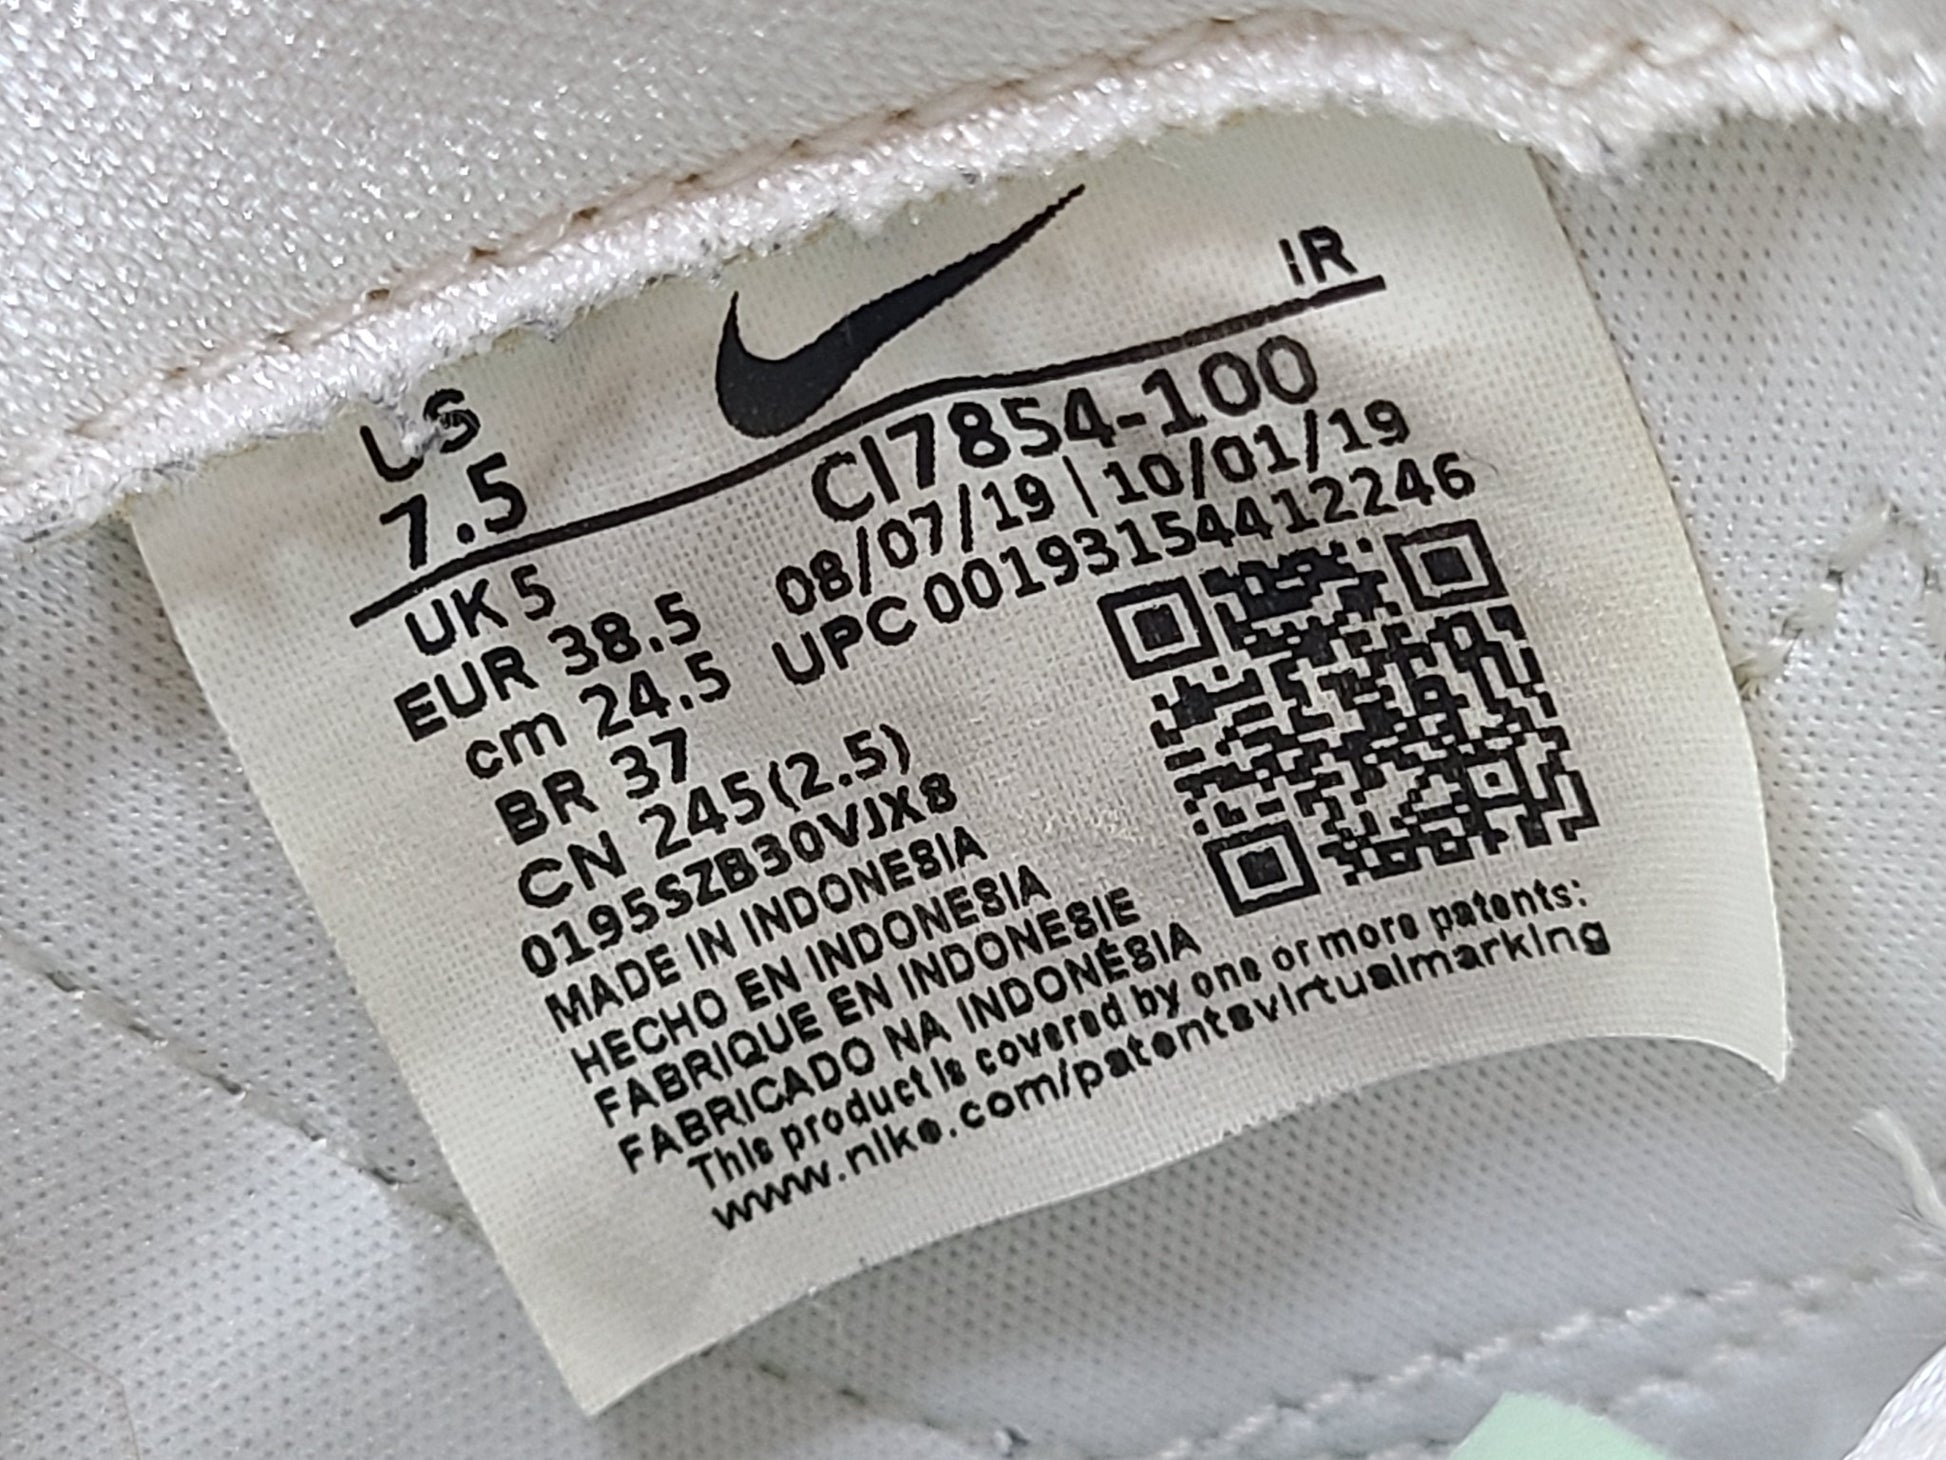 IR
US
7.5
CI7854-100
08/07/19 | 10/01/19
UPC 00193154412246
UK 5
EUR 38.5
cm 24.5
BR 37
CN 245(2.5)
0195SZB30VJX8
MADE IN INDONESIA
HECHO EN INDONESIA
FABRIQUE EN INDONESIE
FABRICADO NA INDONÉSIA
This product is covered by one or more patents:
www.nike.com/patentsvirtualmarking